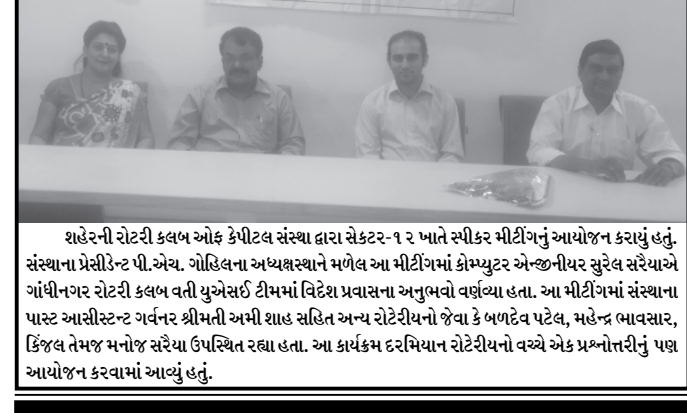 શહેરની રોટરી ક્લબ ઓફ કેપીટલ સંસ્થા દ્વારા સેકટર-૧ ૨ ખાતે સ્પીકર મીટીંગનું આયોજન કરાયું હતું.
સંસ્થાના પ્રેસીડેન્ટ પી.એચ. ગોહિલના અધ્યક્ષસ્થાને મળેલ આ મીટીંગમાં કોમ્પ્યુટર એન્જીનીયર સુરેલ સરૈયાએ
ગાંધીનગર રોટરી કલબ વતી યુએસઈ ટીમમાં વિદેશ પ્રવાસના અનુભવો વર્ણવ્યા હતા. આ મીટીંગમાં સંસ્થાના
પાસ્ટ આસીસ્ટન્ટ ગર્વનર શ્રીમતી અમી શાહ સહિત અન્ય રોટેરીયનો જેવા કે બળદેવ પટેલ, મહેન્દ્ર ભાવસાર,
કિંજલ તેમજ મનોજ સરૈયા ઉપસ્થિત રહ્યા હતા. આ કાર્યક્રમ દરમિયાન રોટેરીયનો વચ્ચે એક પ્રશ્નોત્તરીનું પણ
આયોજન કરવામાં આવ્યું હતું.